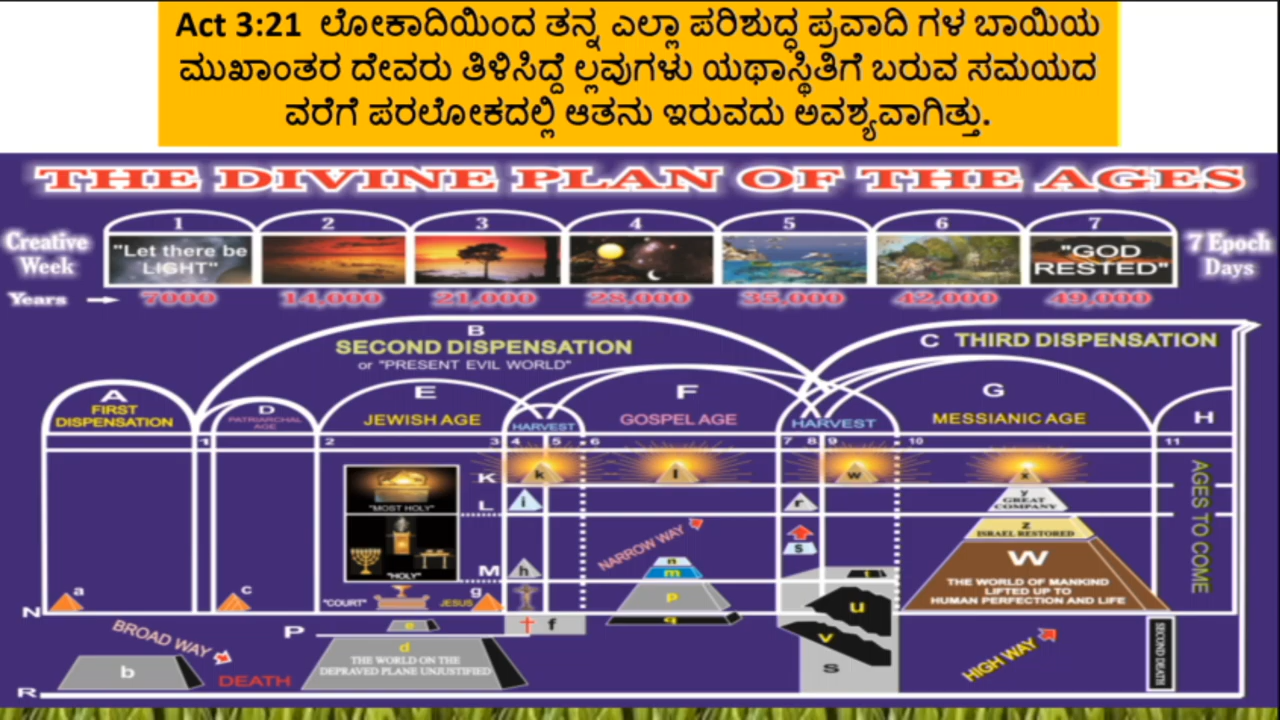 Act 3:21 ಲೋಕಾದಿಯಿಂದ ತನ್ನ ಎಲ್ಲಾ ಪರಿಶುದ್ಧ ಪ್ರವಾದಿ ಗಳ ಬಾಯಿಯ
ಮುಖಾಂತರ ದೇವರು ತಿಳಿಸಿದ್ದೆ ಲ್ಲವುಗಳು ಯಥಾಸ್ಥಿತಿಗೆ ಬರುವ ಸಮಯದ
ವರೆಗೆ ಪರಲೋಕದಲ್ಲಿ ಆತನು ಇರುವದು ಅವಶ್ಯವಾಗಿತ್ತು.
THE DIVINE PLAN OF THE AGES
1 2 3 4 5 6 7
Creative Week
"Let there be LIGHT"
"GOD RESTED"
7 Epoch Days
Years 7000 14,000 21,000 28,000 35,000 42,000 49,000
B
SECOND DISPENSATION
or "PRESENT EVIL WORLD"
C THIRD DISPENSATION
A
FIRST DISPENSATION
D
PATRIARCHAL AGE
E
JEWISH AGE
HARVEST
F
GOSPEL AGE
HARVEST
G
MESSIANIC AGE
H
1 2 3 4 5 6 7 8 9 10 11
K k l w x
"MOST HOLY"
L i r
y
GREAT COMPANY
z
ISRAEL RESTORED
"HOLY"
M h
NARROW WAY
n
m
p
q
s
t
u
v
S
W
THE WORLD OF MANKIND
LIFTED UP TO
HUMAN PERFECTION AND LIFE
AGES TO COME
N a c
"COURT" JESUS g
P e f
d
THE WORLD ON THE
DEPRAVED PLANE UNJUSTIFIED
BROAD WAY
b
DEATH
HIGH WAY
SECOND DEATH
R